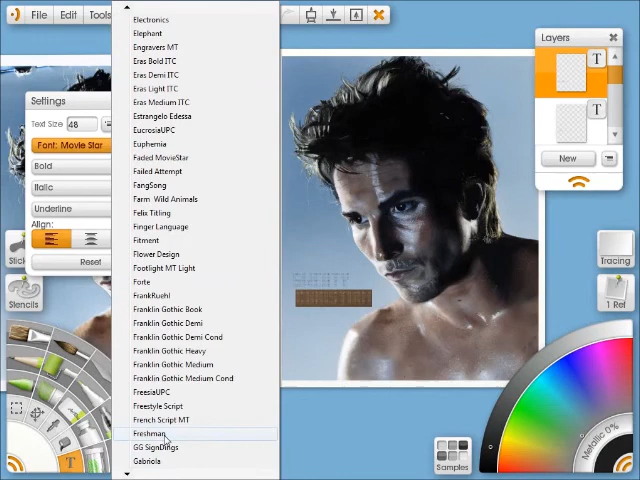 File Edit Tools
Settings
Text Size 48
Font: Movie Star
Bold
Italic
Underline
Align:
Reset
Stencils
Electronics
Elephant
Engravers MT
Eras Bold ITC
Eras Demi ITC
Eras Light ITC
Eras Medium ITC
Estrangelo Edessa
EucrosiaUPC
Euphemia
Faded MovieStar
Failed Attempt
FangSong
Farm Wild Animals
Felix Titling
Finger Language
Fitment
Flower Design
Footlight MT Light
Forte
FrankRuehl
Franklin Gothic Book
Franklin Gothic Demi
Franklin Gothic Demi Cond
Franklin Gothic Heavy
Franklin Gothic Medium
Franklin Gothic Medium Cond
FreesiaUPC
Freestyle Script
French Script MT
Freshman
GG SignDings
Gabriola
T
Layers
T
T
New
Tracing
1 Ref
Metallic 0%
Samples